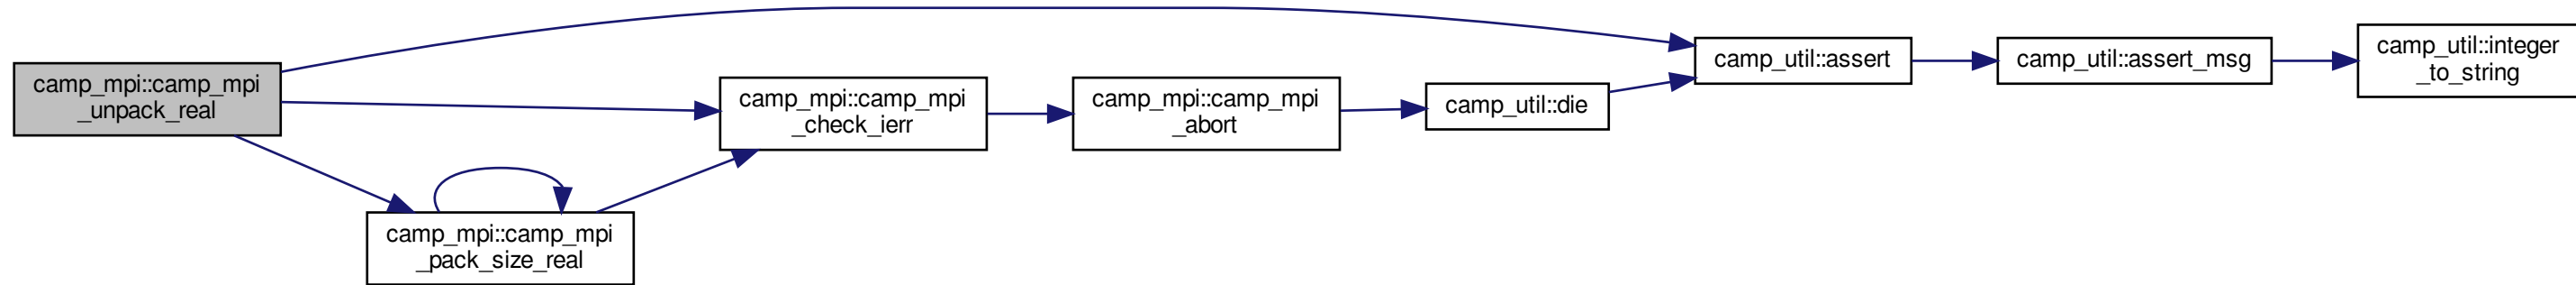 camp_mpi::camp_mpi
_unpack_real
camp_mpi::camp_mpi
_pack_size_real
camp_mpi::camp_mpi
_check_ierr
camp_mpi::camp_mpi
_abort
camp_util::die
camp_util::assert
camp_util::assert_msg
camp_util::integer
_to_string